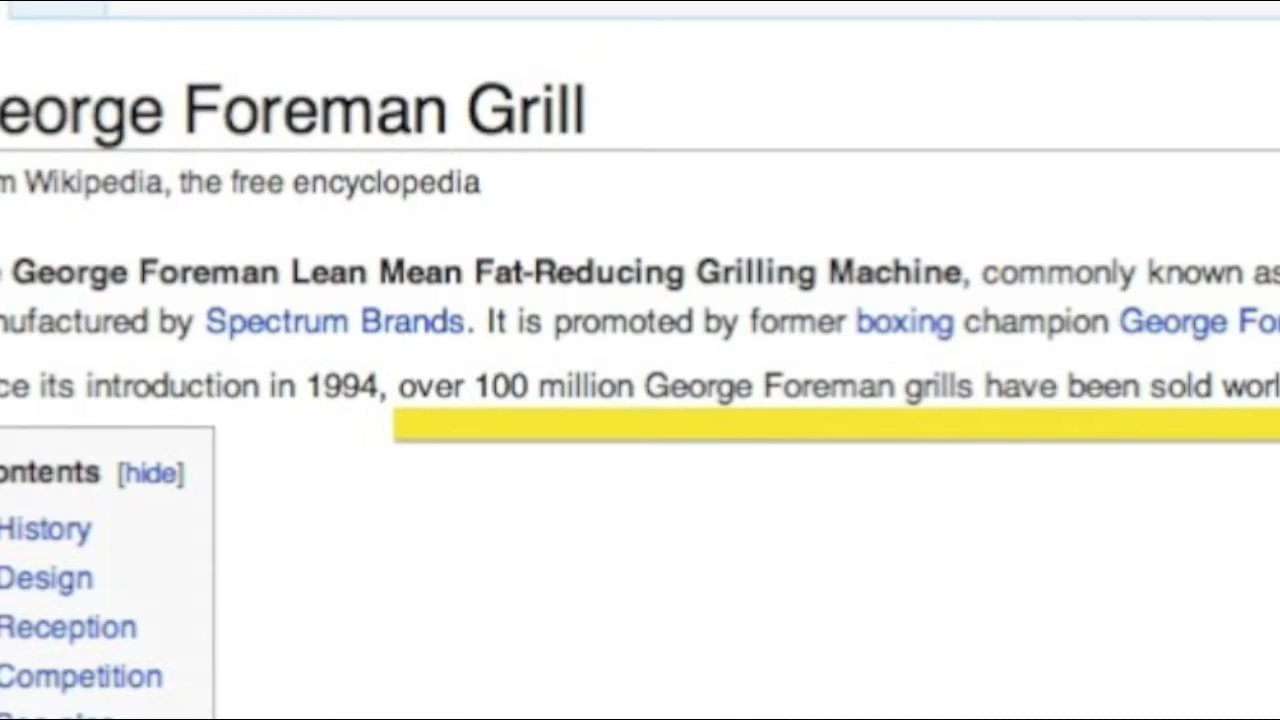 eorge Foreman Grill
m Wikipedia, the free encyclopedia
George Foreman Lean Mean Fat-Reducing Grilling Machine, commonly known as
nufactured by Spectrum Brands. It is promoted by former boxing champion George For
ce its introduction in 1994, over 100 million George Foreman grills have been sold worl
ontents [hide]
History
Design
Reception
Competition